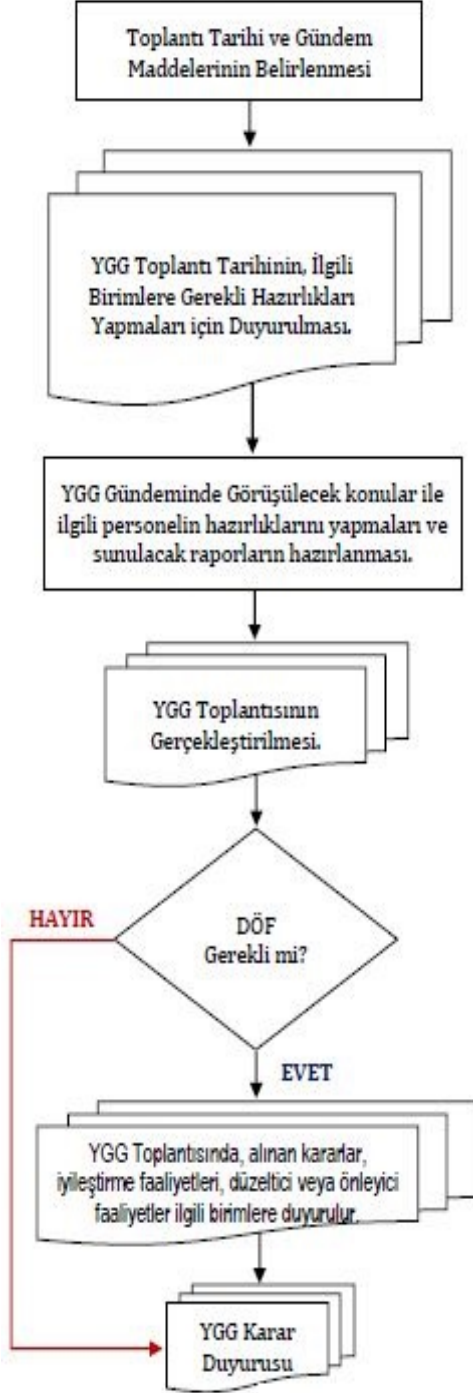 Toplantı Tarihi ve Gündem
Maddelerinin Belirlenmesi
YGG Toplantı Tarihinin, İlgili
Birimlere Gerekli Hazırlıkları
Yapmaları için Duyurulması.
YGG Gündeminde Görüşülecek konular ile
ilgili personelin hazırlıklarını yapmaları ve
sunulacak raporların hazırlanması.
YGG Toplantısının
Gerçekleştirilmesi.
DÖF
Gerekli mi?
HAYIR
EVET
YGG Toplantısında, alınan kararlar,
iyileştirme faaliyetleri, düzeltici veya önleyici
faaliyetler ilgili birimlere duyurulur.
YGG Karar
Duyurusu